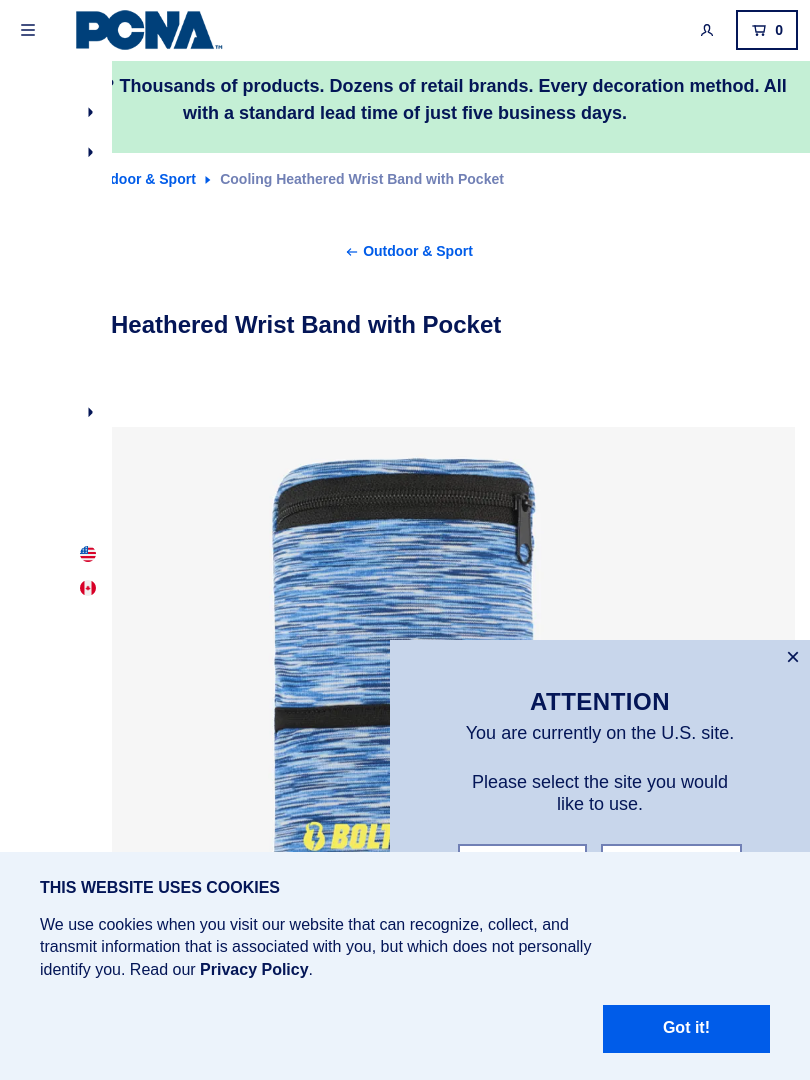 PCNA™
0
? Thousands of products. Dozens of retail brands. Every decoration method. All
with a standard lead time of just five business days.
door & Sport
Cooling Heathered Wrist Band with Pocket
Outdoor & Sport
Heathered Wrist Band with Pocket
ATTENTION
You are currently on the U.S. site.
Please select the site you would
like to use.
BOLT
THIS WEBSITE USES COOKIES
We use cookies when you visit our website that can recognize, collect, and
transmit information that is associated with you, but which does not personally
identify you. Read our Privacy Policy.
Got it!